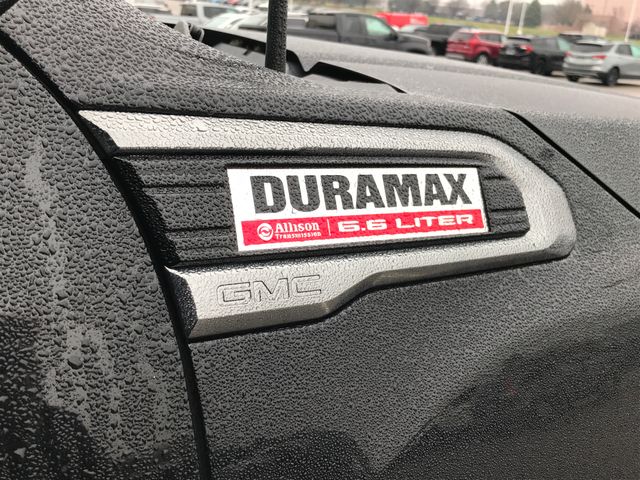 DURAMAX
Allison
Transmission
6.6 LITER
GMC